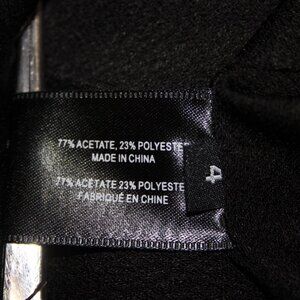 77% ACETATE, 23% POLYESTE
MADE IN CHINA
77% ACETATE 23% POLYESTE
FABRIQUÉ EN CHINE
4